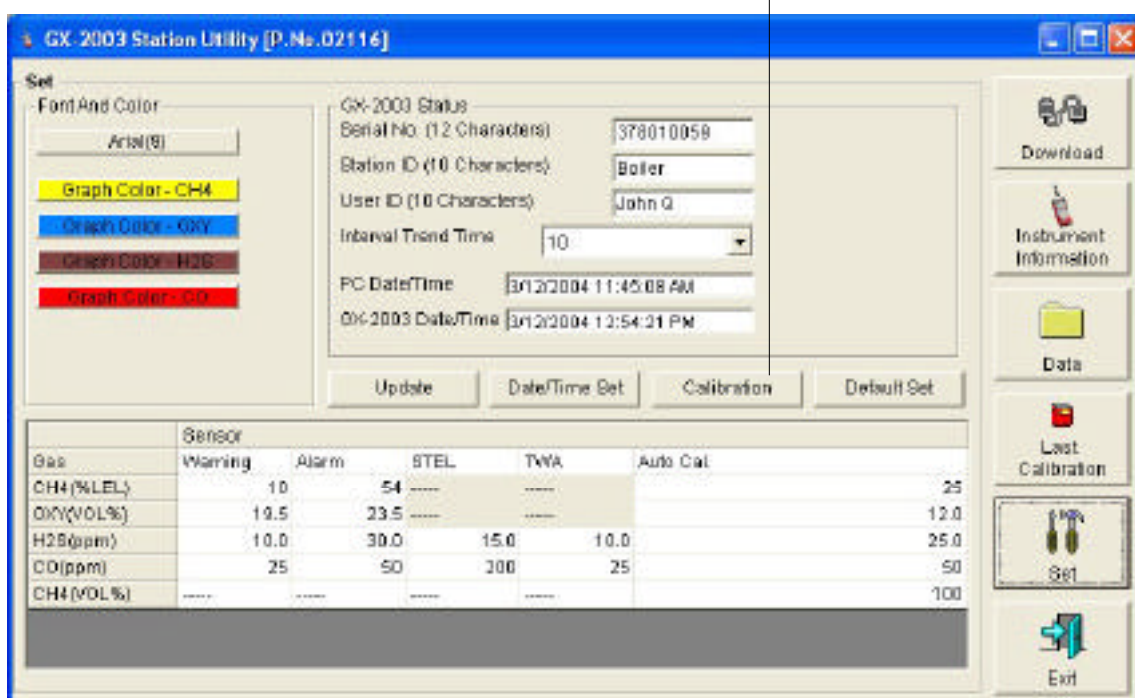 GX-2003 Station Utility [P.No.02116]
Set
Font And Color
Arial(9)
Graph Color - CH4
Graph Color - OXY
Graph Color - H2S
Graph Color - CO
GX-2003 Status
Serial No. (12 Characters) 378010059
Station ID (10 Characters) Boiler
User ID (10 Characters) John Q
Interval Trend Time 10
PC Date/Time 3/12/2004 11:45:08 AM
GX-2003 Date/Time 3/12/2004 12:54:21 PM
Update Date/Time Set Calibration Default Set
Sensor
Gas Warning Alarm STEL TWA Auto Cal.
CH4(%LEL) 10 54 ----- ----- 25
OXY(VOL%) 19.5 23.5 ----- ----- 12.0
H2S(ppm) 10.0 30.0 15.0 10.0 25.0
CO(ppm) 25 50 200 25 50
CH4(VOL%) ----- ----- ----- ----- 100
Download
Instrument
Information
Data
Last
Calibration
Set
Exit